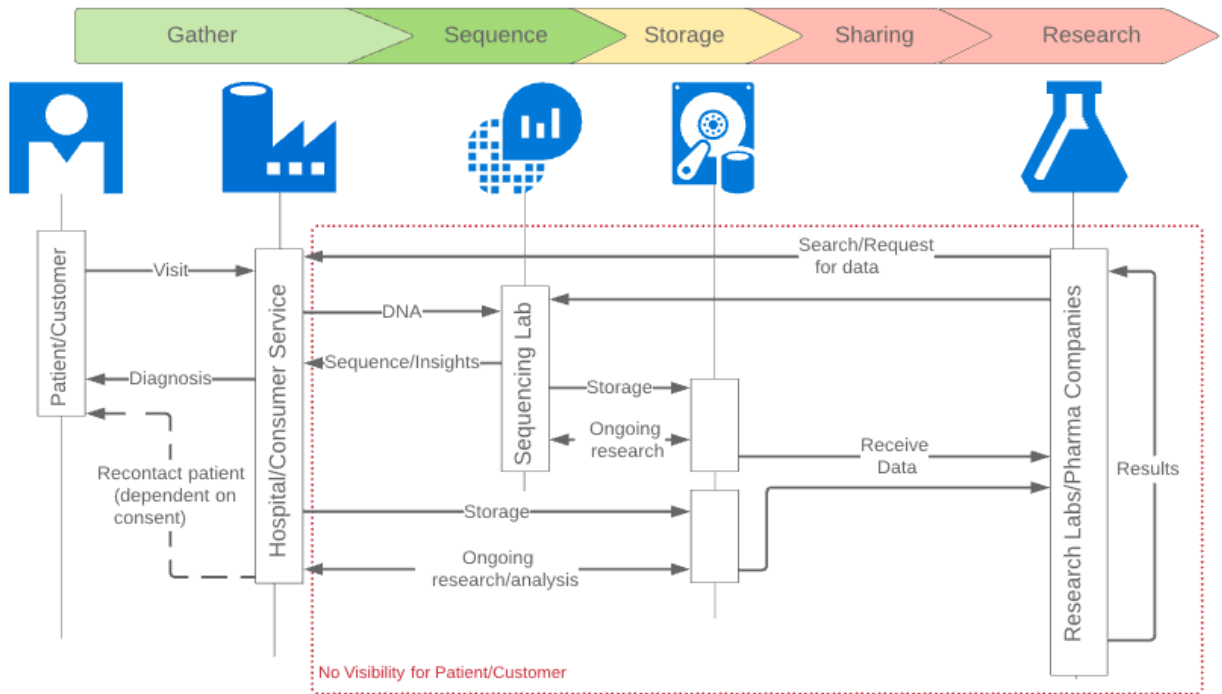 Gather
Sequence
Storage
Sharing
Research
Search/Request
for data
Visit
DNA
Sequence/Insights
Diagnosis
Storage
Ongoing
research
Receive
Data
Results
Recontact patient
(dependent on
consent)
Storage
Ongoing
research/analysis
Patient/Customer
Hospital/Consumer Service
Sequencing Lab
Research Labs/Pharma Companies
No Visibility for Patient/Customer